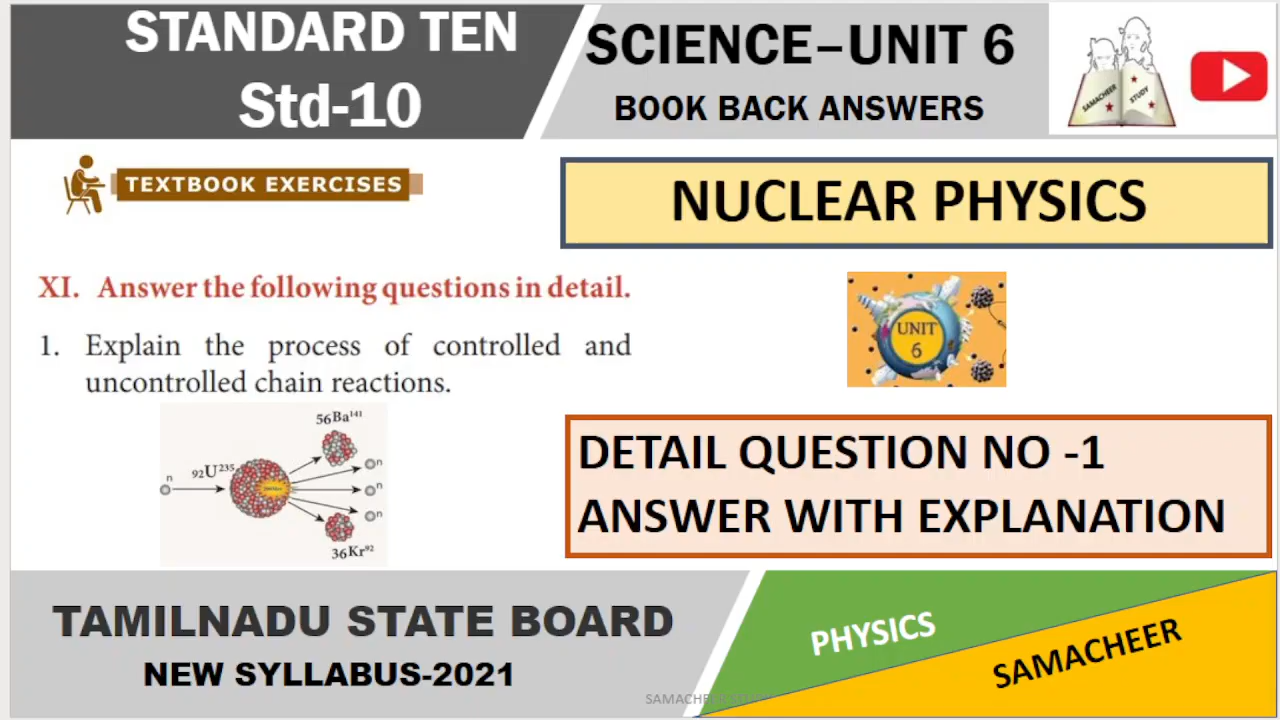 STANDARD TEN
Std-10
SCIENCE–UNIT 6
BOOK BACK ANSWERS
SAMACHEER
STUDY
TEXTBOOK EXERCISES
NUCLEAR PHYSICS
XI. Answer the following questions in detail.
1. Explain the process of controlled and
uncontrolled chain reactions.
UNIT
6
56Ba¹⁴¹
n
92U²³⁵
n
n
n
36Kr⁹²
DETAIL QUESTION NO -1
ANSWER WITH EXPLANATION
TAMILNADU STATE BOARD
NEW SYLLABUS-2021
PHYSICS
SAMACHEER